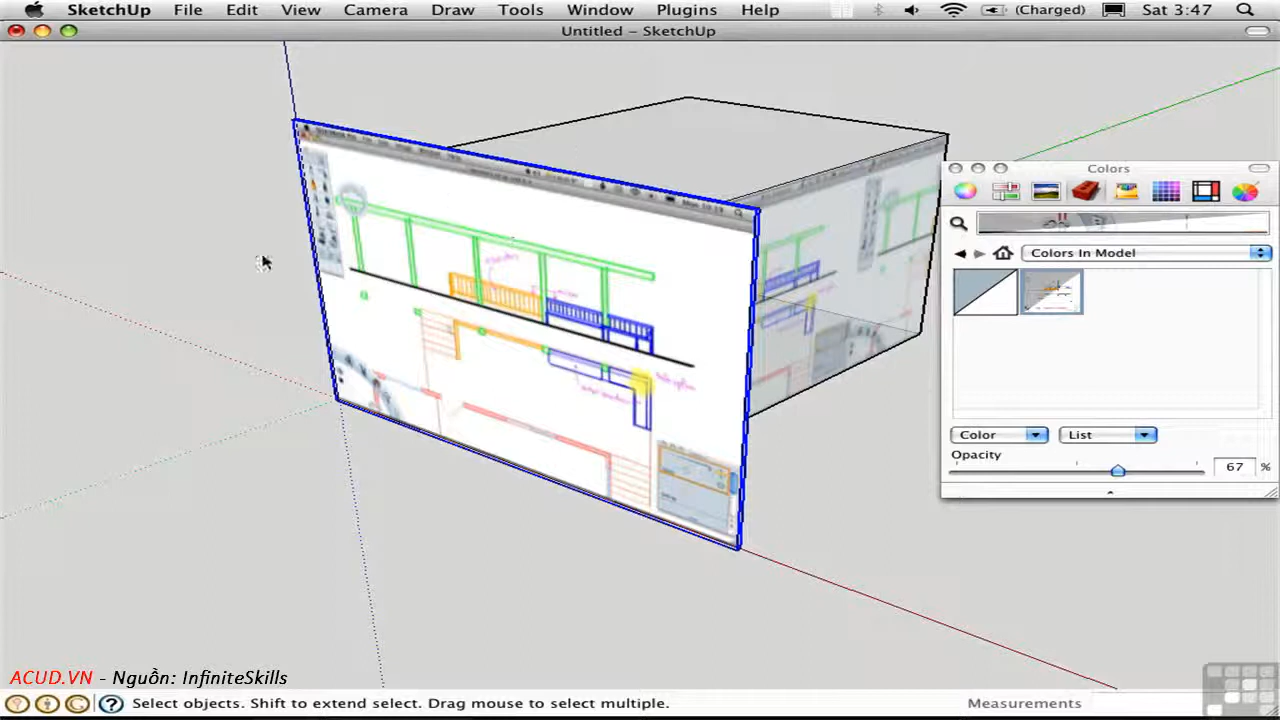 SketchUp File Edit View Camera Draw Tools Window Plugins Help (Charged) Sat 3:47
Untitled – SketchUp
Colors
Colors In Model
Color List
Opacity
67 %
ACUD.VN - Nguồn: InfiniteSkills
Select objects. Shift to extend select. Drag mouse to select multiple. Measurements